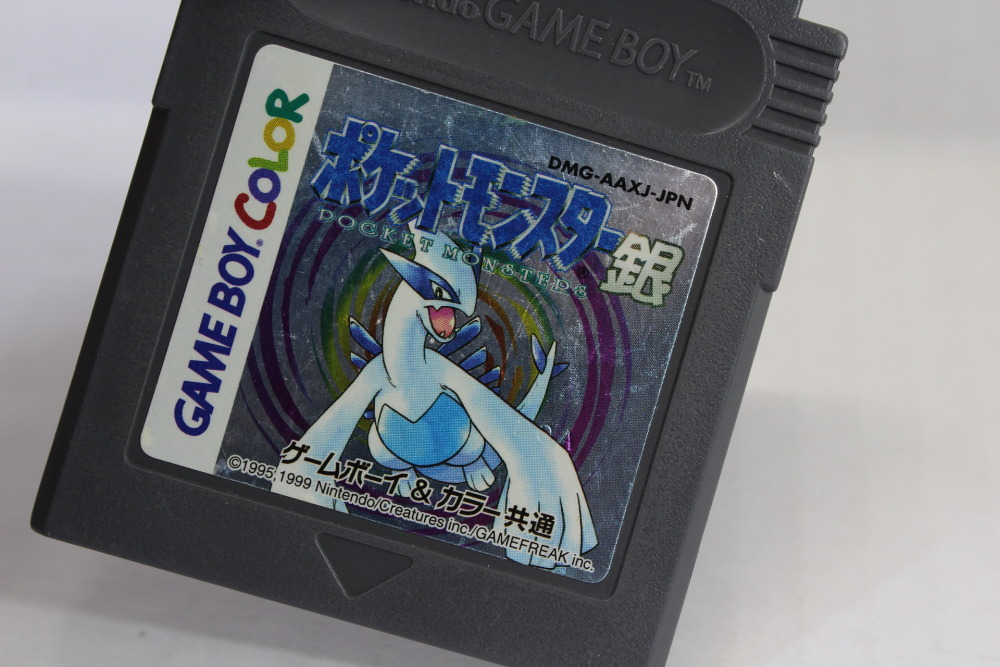 GAME BOY TM
GAME BOY® COLOR
DMG-AAXJ-JPN
ポケットモンスター銀
POCKET MONSTERS
®
ゲームボーイ & カラー共通
©1995,1999 Nintendo/Creatures inc./GAMEFREAK inc.